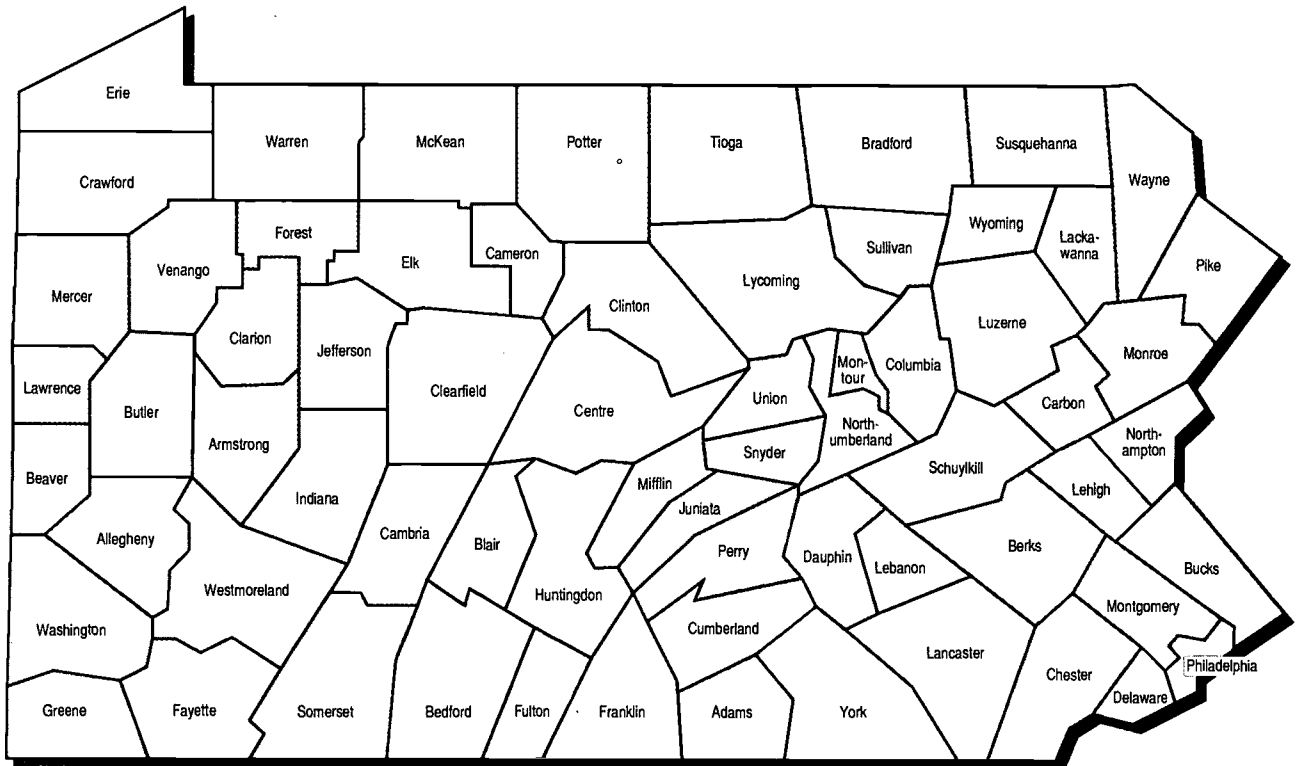 Erie
Warren
McKean
Potter
Tioga
Bradford
Susquehanna
Wayne
Crawford
Forest
Venango
Elk
Cameron
Sullivan
Wyoming
Lacka-
wanna
Pike
Mercer
Clarion
Jefferson
Clinton
Lycoming
Luzerne
Monroe
Lawrence
Butler
Clearfield
Centre
Union
Mon-
tour
Columbia
Carbon
Beaver
Armstrong
Indiana
Snyder
North-
umberland
Schuylkill
North-
ampton
Lehigh
Mifflin
Juniata
Allegheny
Cambria
Blair
Perry
Dauphin
Lebanon
Berks
Bucks
Westmoreland
Huntingdon
Montgomery
Washington
Cumberland
Lancaster
Chester
Philadelphia
Delaware
Greene
Fayette
Somerset
Bedford
Fulton
Franklin
Adams
York